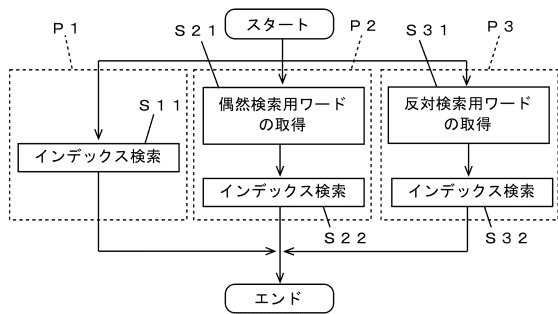 スタート
P1
S21
P2
S31
P3
偶然検索用ワード
の取得
反対検索用ワード
の取得
S11
インデックス検索
インデックス検索
インデックス検索
S22
S32
エンド